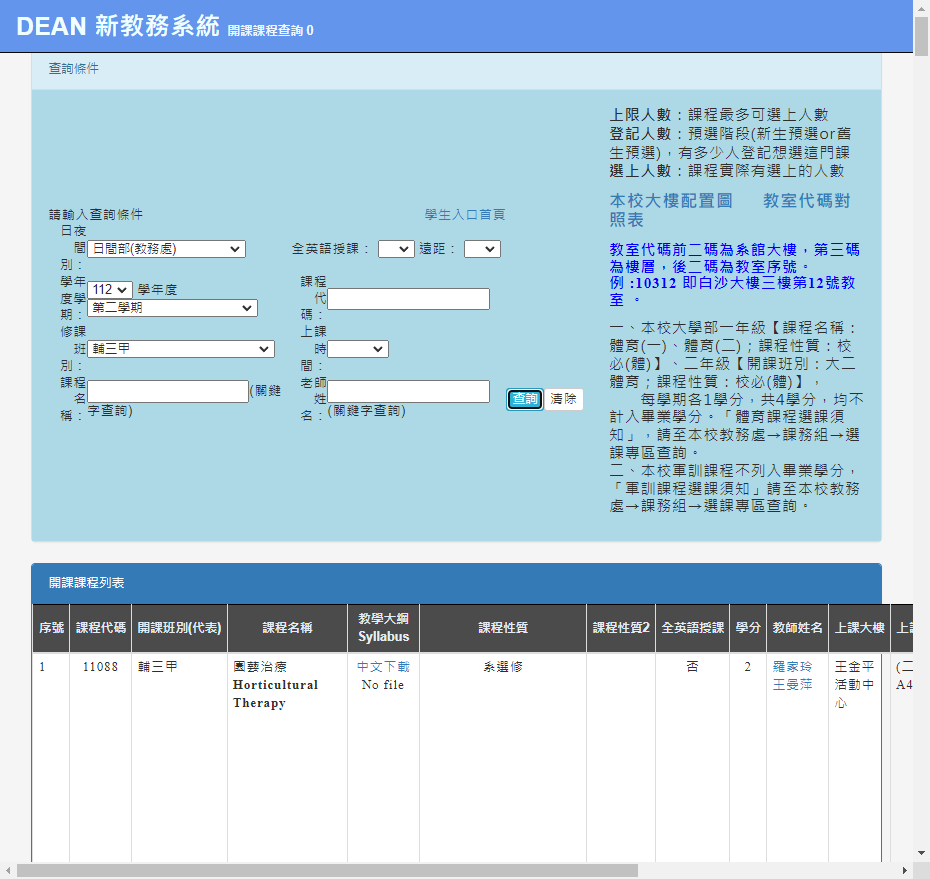 DEAN 新教務系統 開課課程查詢 0
查詢條件
上限人數：課程最多可選上人數
登記人數：預選階段(新生預選or舊
生預選)，有多少人登記想選這門課
選上人數：課程實際有選上的人數
本校大樓配置圖 教室代碼對
照表
教室代碼前二碼為系館大樓，第三碼
為樓層，後二碼為教室序號。
例 :10312 即白沙大樓三樓第12號教
室 。
一、本校大學部一年級【課程名稱：
體育(一)、體育(二)；課程性質：校
必(體)】、二年級【開課班別：大二
體育；課程性質：校必(體)】，
每學期各1學分，共4學分，均不
計入畢業學分。「體育課程選課須
知」，請至本校教務處→課務組→選
課專區查詢。
二、本校軍訓課程不列入畢業學分，
「軍訓課程選課須知」請至本校教務
處→課務組→選課專區查詢。
請輸入查詢條件 學生入口首頁
日夜
間
別： 日間部(教務處) 全英語授課： 遠距：
學年
度學
期： 112 學年度
第二學期
課程
代
碼：
修課
班
別： 輔三甲
上課
時
間：
課程
名
稱： (關鍵
字查詢)
老師
姓
名： (關鍵字查詢)
查詢 清除
開課課程列表
序號 課程代碼 開課班別(代表) 課程名稱 教學大綱 Syllabus 課程性質 課程性質2 全英語授課 學分 教師姓名 上課大樓
1 11088 輔三甲 園藝治療 中文下載 系選修 否 2 羅家玲 王金平 (二
Horticultural No file 王曼萍 活動中 A4
Therapy 心